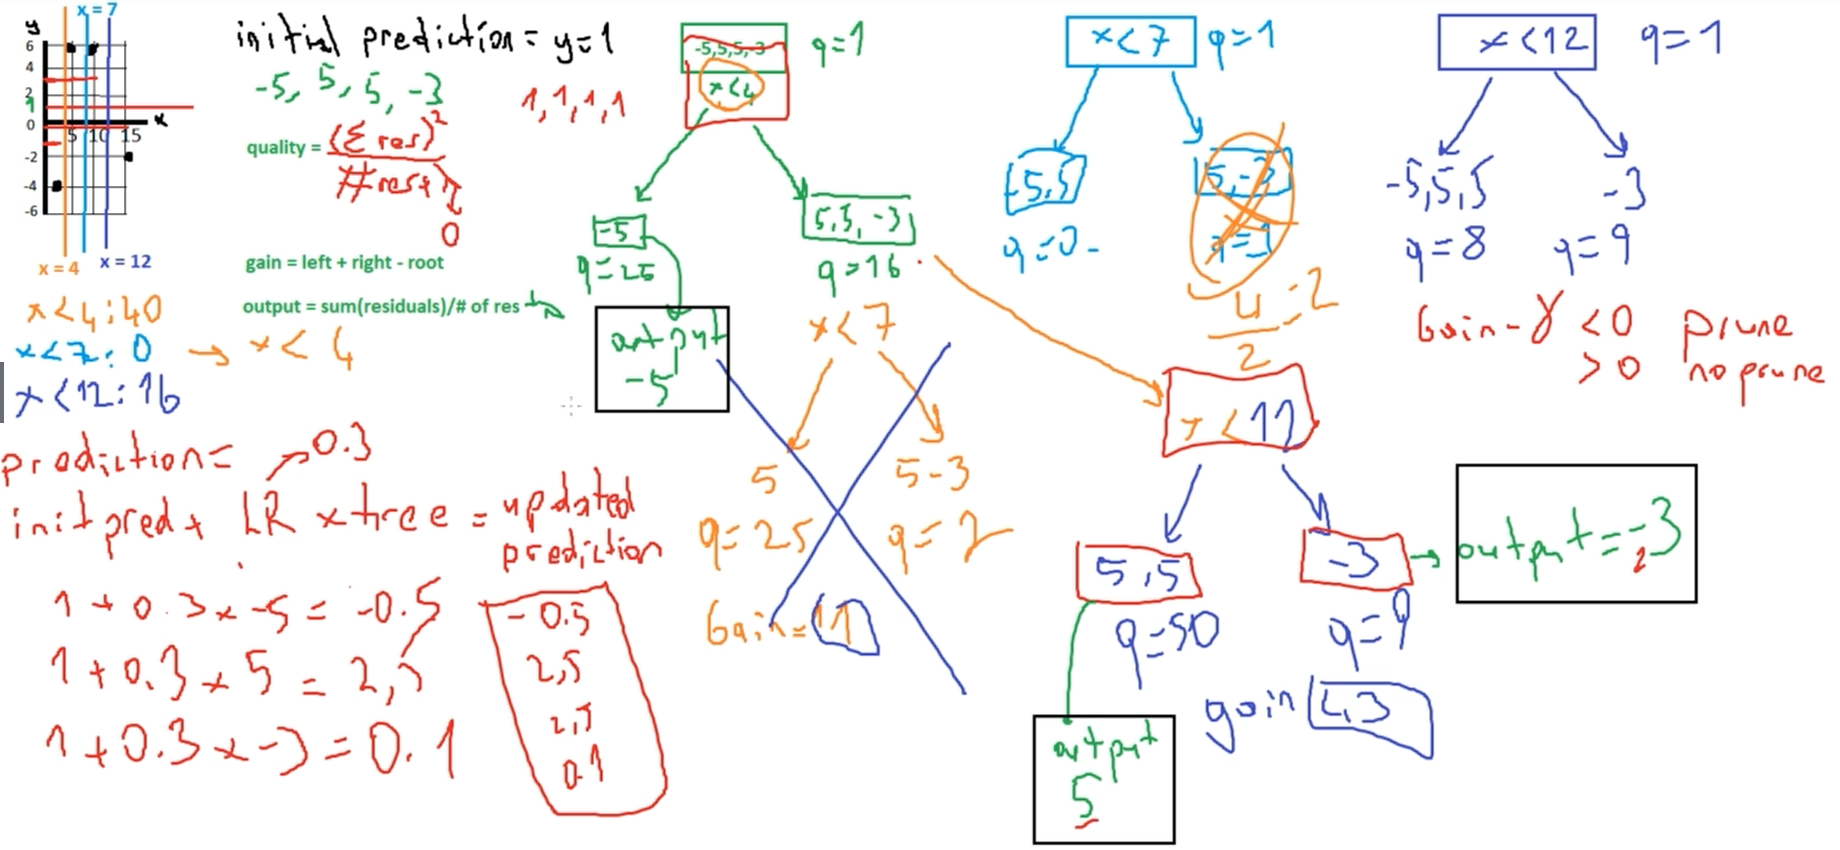 y
x = 7
6
4
2
1
0
-2
-4
-6
5 10 15
x
x = 4
x = 12
initial prediction = y=1
-5, 5, 5, -3
1,1,1,1
quality = (Σ res)²
#res + λ
0
gain = left + right - root
output = sum(residuals)/# of res
x<4:40
x<7:0 → x< 4
x<12:16
prediction=
0.3
init pred + LR x tree = updated
prediction
1 + 0.3 x -5 = -0.5
1 + 0.3 x 5 = 2,5
1 + 0.3 x -3 = 0.1
-0.5
2,5
2,5
0.1
-5,5,5,-3
x<4
q=1
-5
q=25
5,5,-3
q=16
output
-5
x<7
5
q=25
5-3
q=2
Gain=11
x<7
q=1
-5,5
q=0
5,-3
q=1
4
2
=2
x<12
q=1
-5,5,5
q=8
-3
q=9
Gain-γ <0 prune
>0 no prune
x<11
5,5
q=50
-3
q=9
gain 43
output
5
output=-3
2